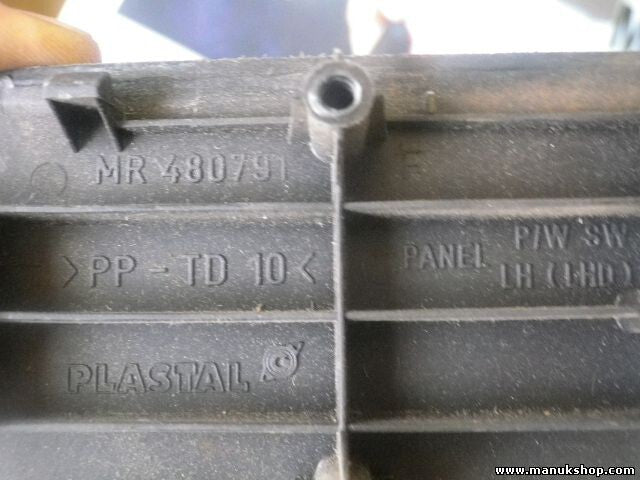 MR 480791 E
>PP-TD 10<
PANEL P/W SW
LH (LHD)
PLASTAL
www.manukshop.com